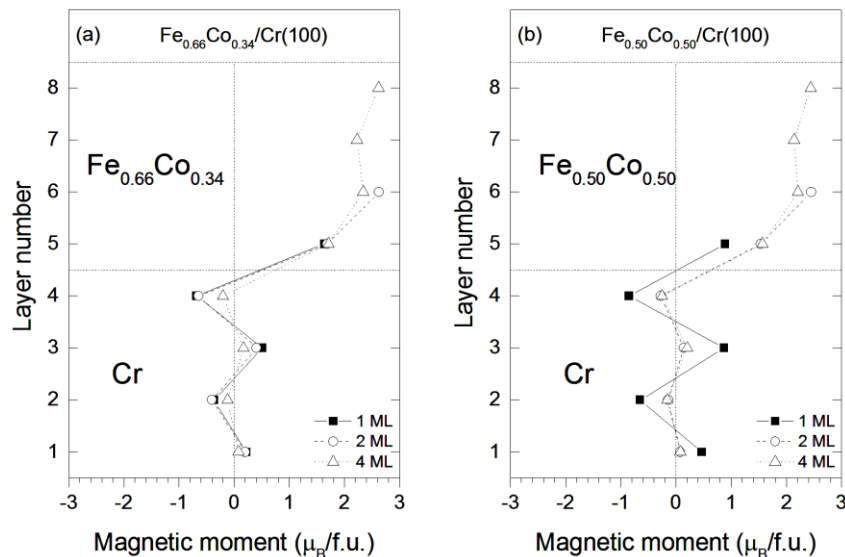 (a) Fe₀.₆₆Co₀.₃₄/Cr(100)
8
7
Fe₀.₆₆Co₀.₃₄
6
5
Layer number
4
3
Cr
2
1 ML
2 ML
1
4 ML
-3 -2 -1 0 1 2 3
Magnetic moment (μB/f.u.)
(b) Fe₀.₅₀Co₀.₅₀/Cr(100)
8
7
Fe₀.₅₀Co₀.₅₀
6
5
Layer number
4
3
Cr
2
1 ML
2 ML
1
4 ML
-3 -2 -1 0 1 2 3
Magnetic moment (μB/f.u.)